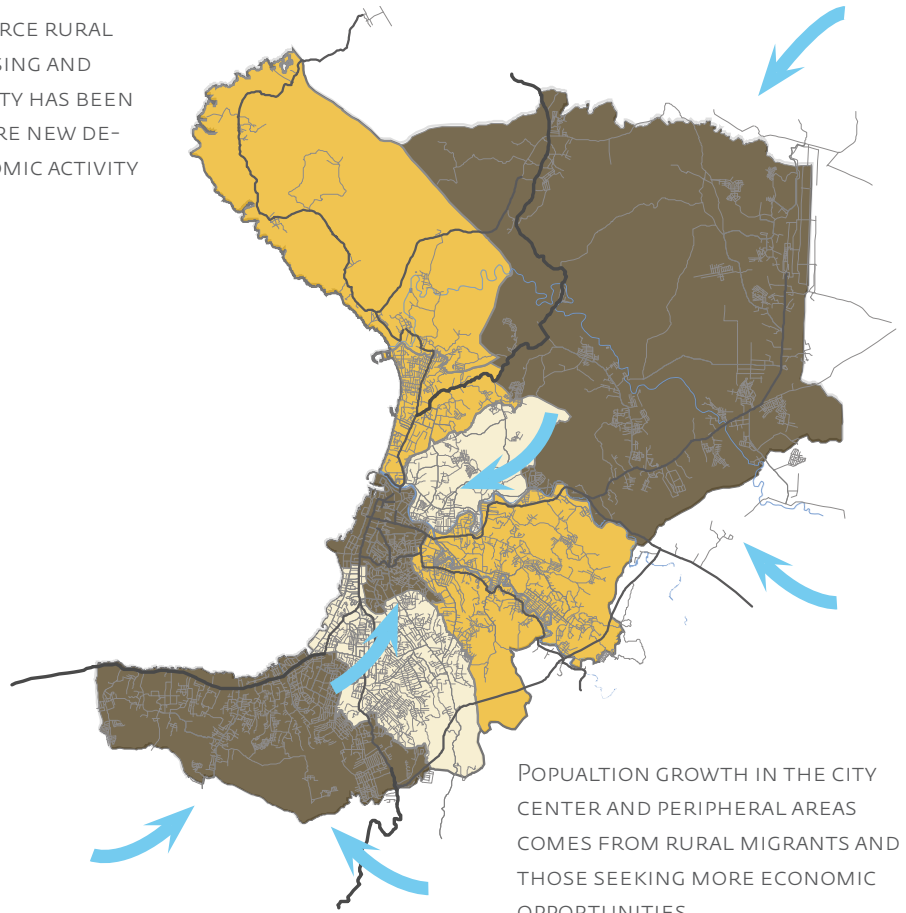 RCE RURAL
SING AND
TY HAS BEEN
RE NEW DE-
OMIC ACTIVITY
POPUALTION GROWTH IN THE CITY
CENTER AND PERIPHERAL AREAS
COMES FROM RURAL MIGRANTS AND
THOSE SEEKING MORE ECONOMIC
OPPORTUNITIES